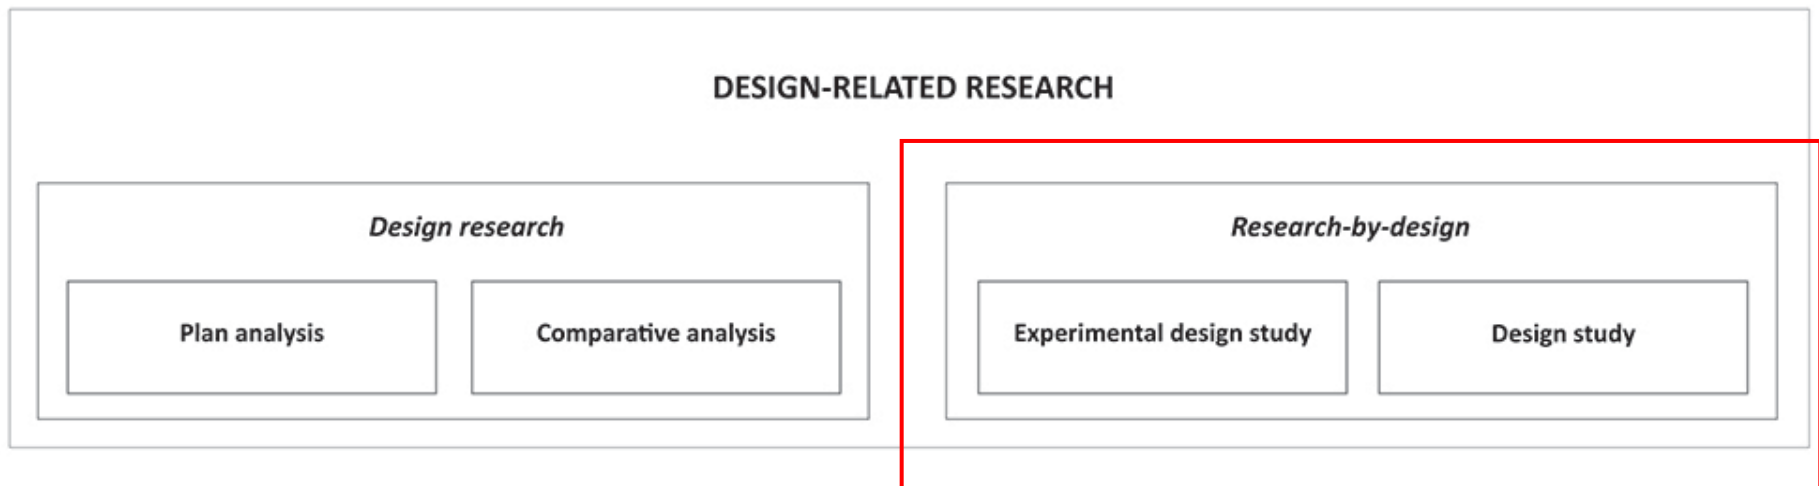 DESIGN-RELATED RESEARCH
Design research
Plan analysis
Comparative analysis
Research-by-design
Experimental design study
Design study